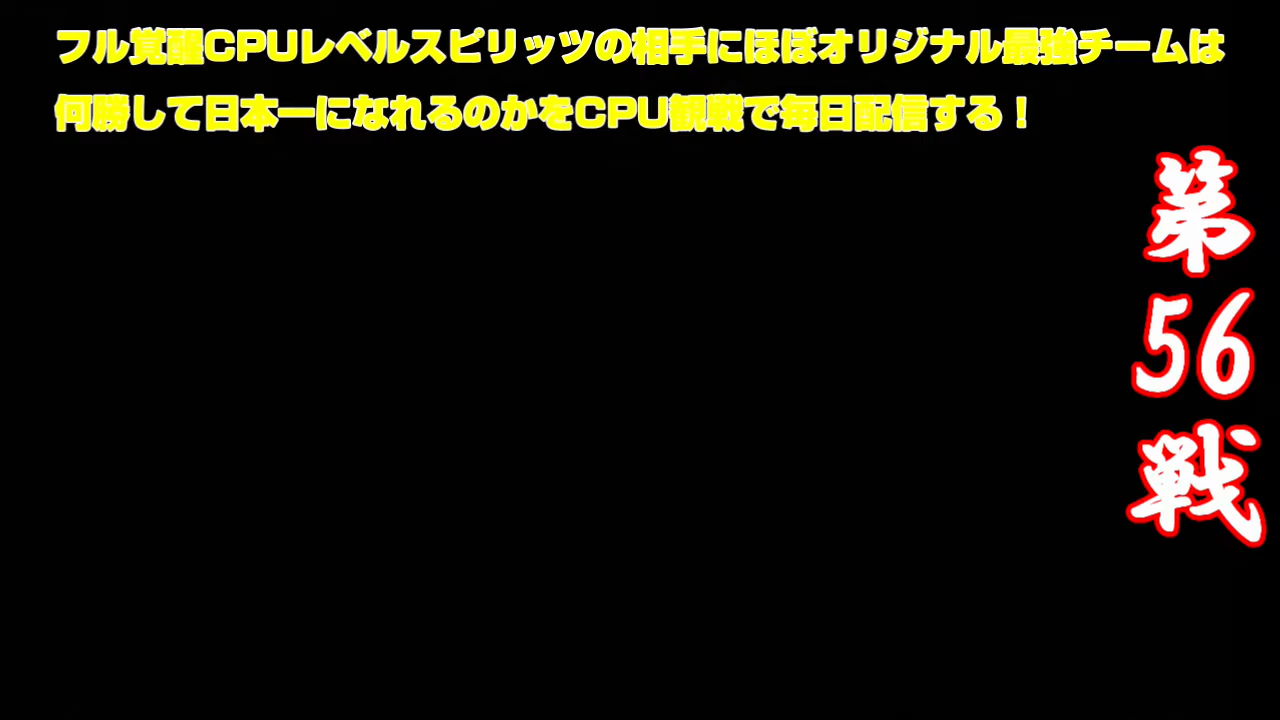 フル覚醒CPUレベルスピリッツの相手にほぼオリジナル最強チームは
何勝して日本一になれるのかをCPU観戦で毎日配信する！
第
56
戦